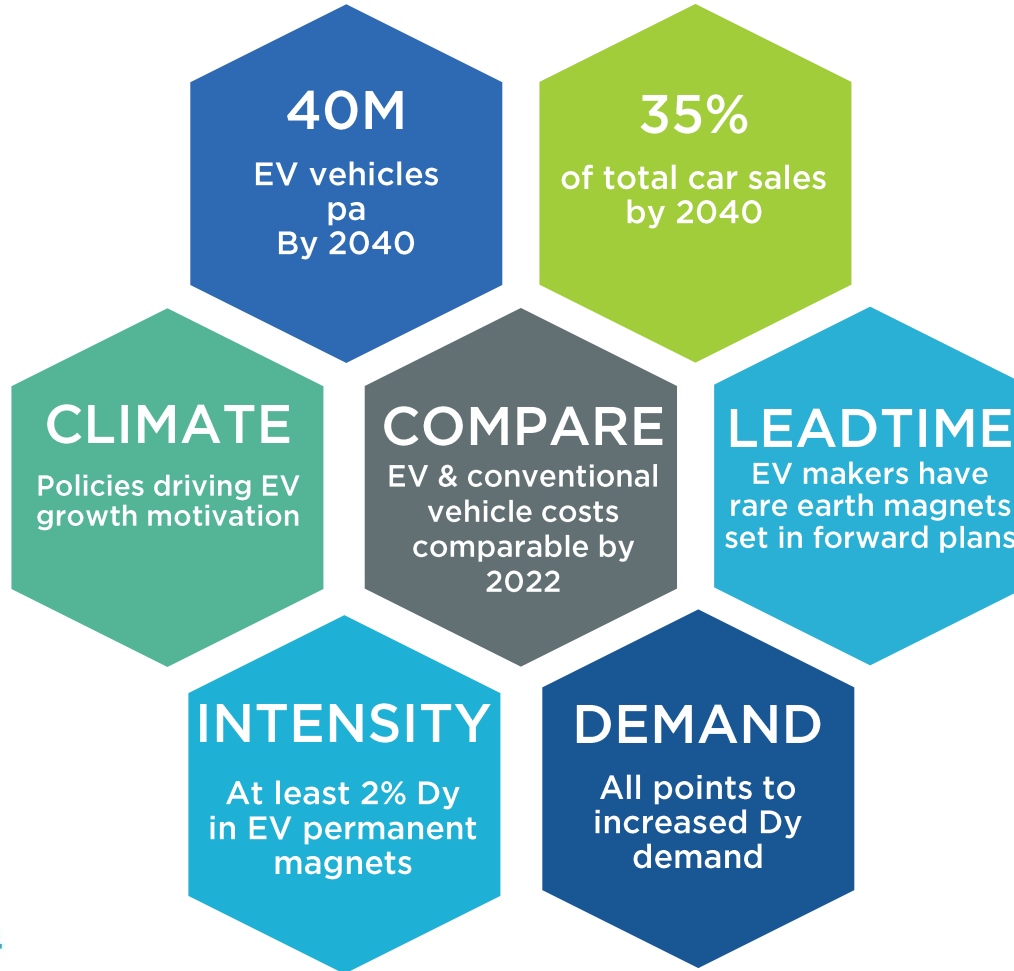 40M
EV vehicles
pa
By 2040
35%
of total car sales
by 2040
CLIMATE
Policies driving EV
growth motivation
COMPARE
EV & conventional
vehicle costs
comparable by
2022
LEADTIME
EV makers have
rare earth magnets
set in forward plans
INTENSITY
At least 2% Dy
in EV permanent
magnets
DEMAND
All points to
increased Dy
demand